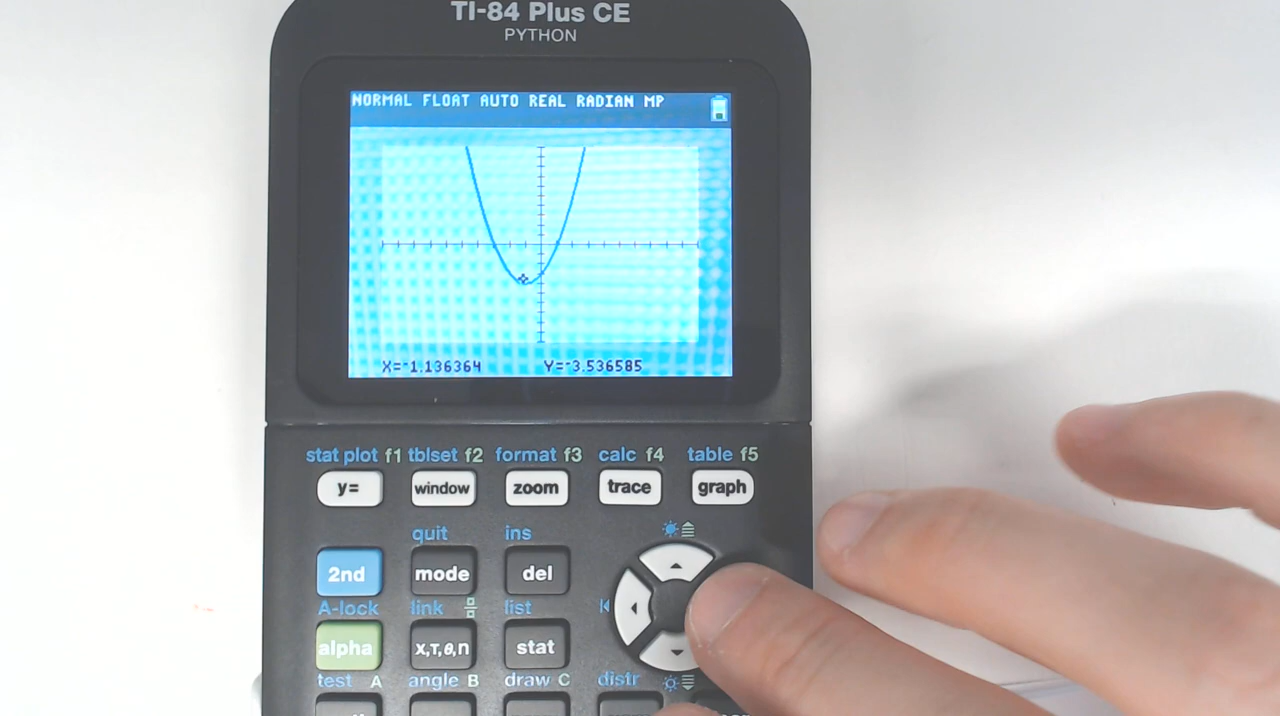 TI-84 Plus CE
PYTHON
NORMAL FLOAT AUTO REAL RADIAN MP
X=-1.136364 Y=-3.536585
stat plot f1 tblset f2 format f3 calc f4 table f5
y= window zoom trace graph
quit ins
2nd mode del
A-lock link list
alpha X,T,θ,n stat
test A angle B draw C distr